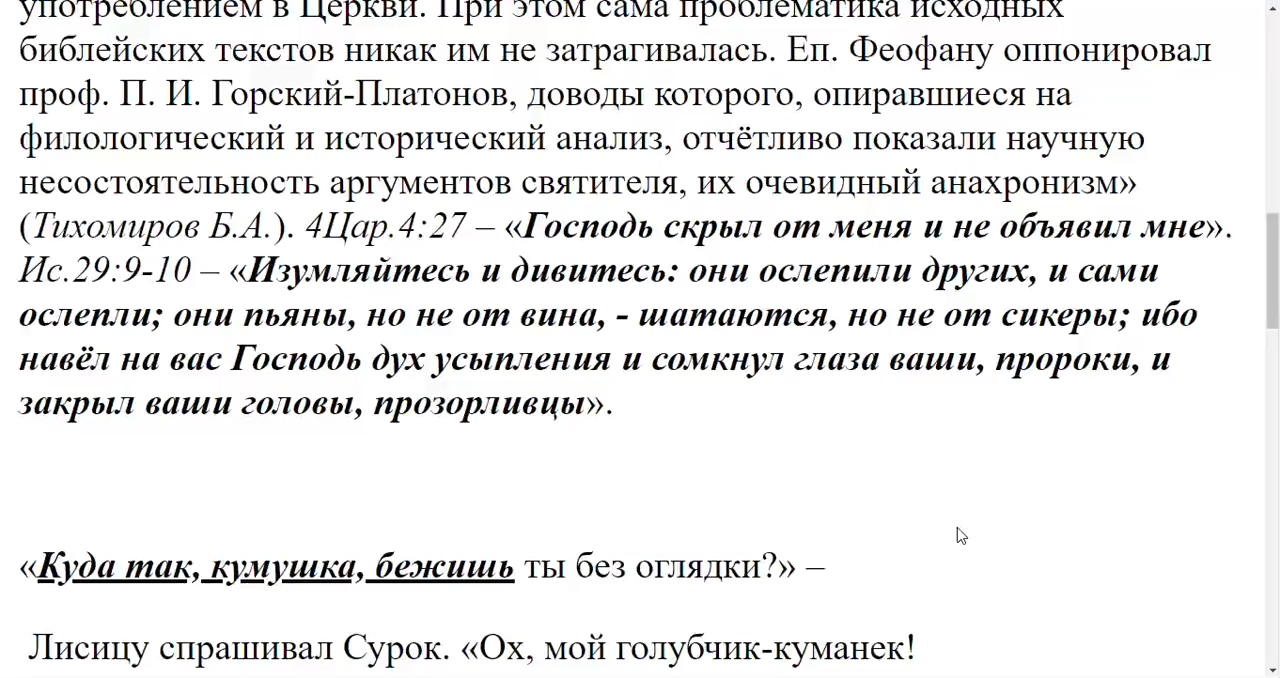 употреблением в Церкви. При этом сама проблематика исходных
библейских текстов никак им не затрагивалась. Еп. Феофану оппонировал
проф. П. И. Горский-Платонов, доводы которого, опиравшиеся на
филологический и исторический анализ, отчётливо показали научную
несостоятельность аргументов святителя, их очевидный анахронизм»
(Тихомиров Б.А.). 4Цар.4:27 – «Господь скрыл от меня и не объявил мне».
Ис.29:9-10 – «Изумляйтесь и дивитесь: они ослепили других, и сами
ослепли; они пьяны, но не от вина, - шатаются, но не от сикеры; ибо
навёл на вас Господь дух усыпления и сомкнул глаза ваши, пророки, и
закрыл ваши головы, прозорливцы».
«Куда так, кумушка, бежишь ты без оглядки?» –
Лисицу спрашивал Сурок. «Ох, мой голубчик-куманек!